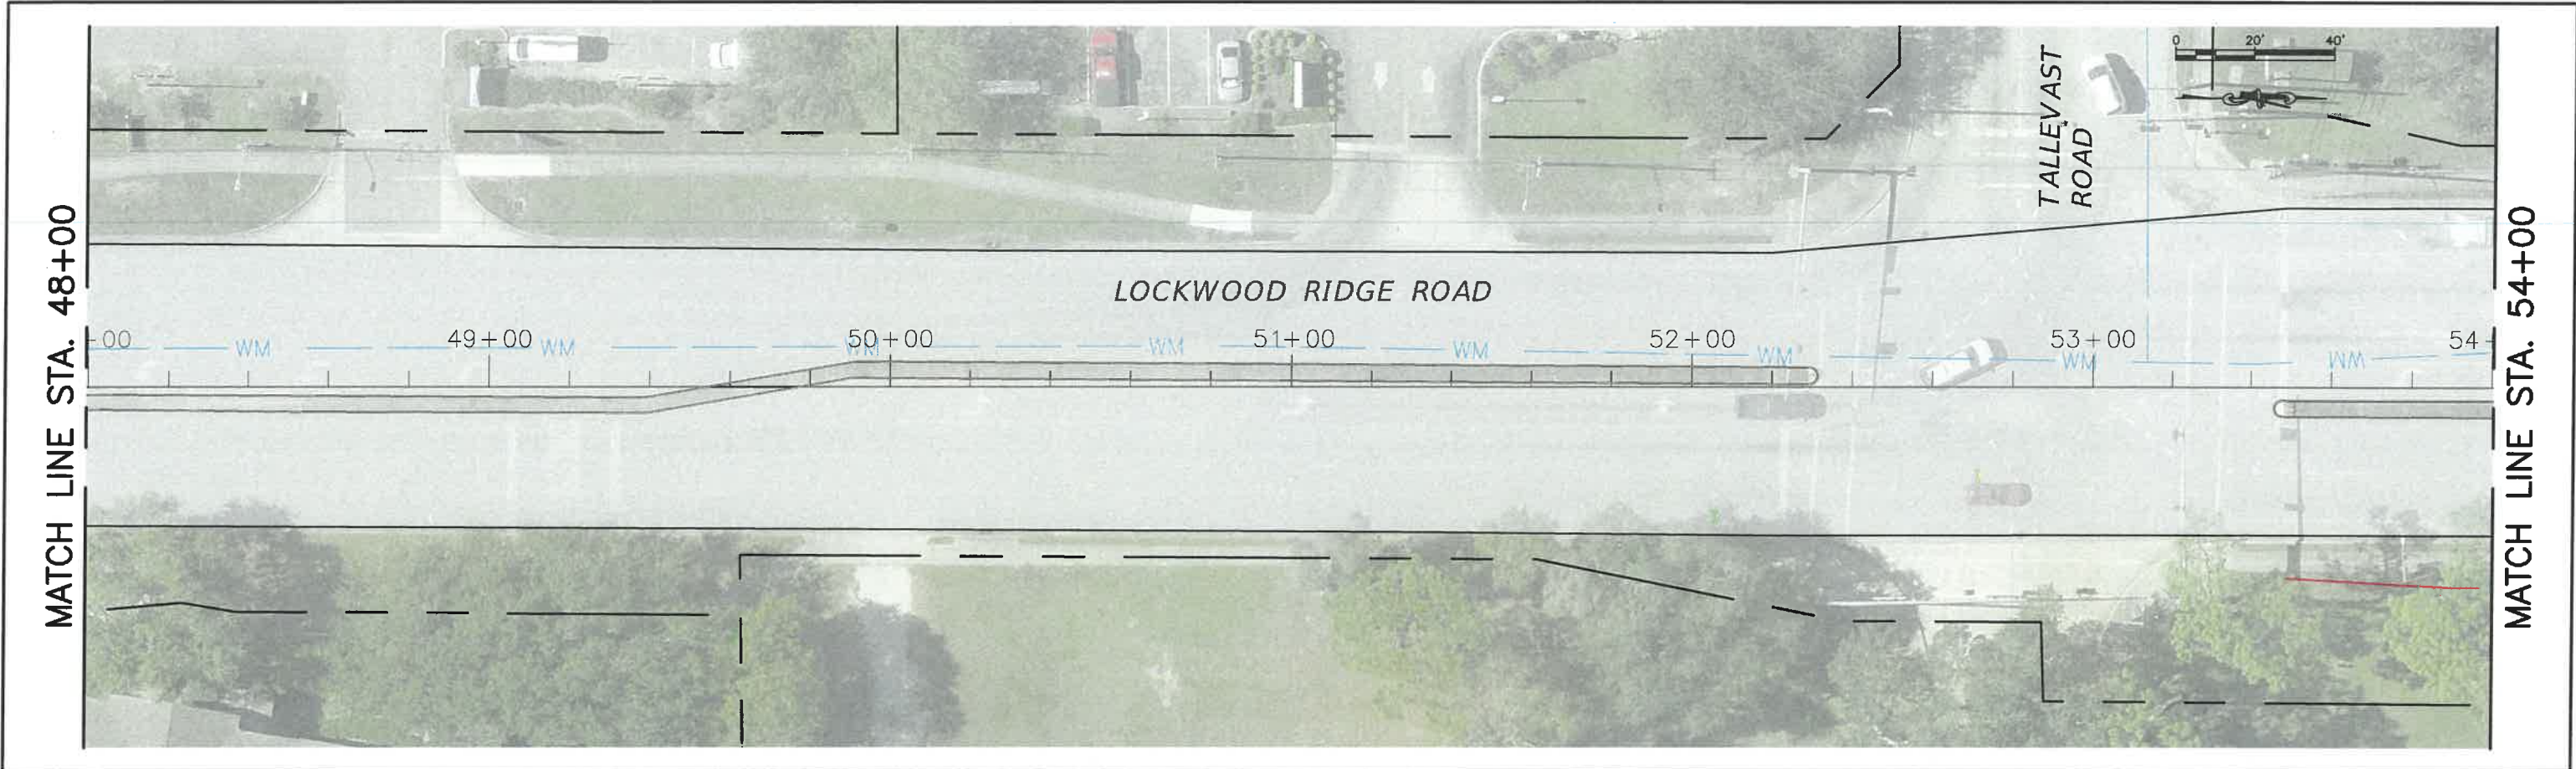 0 20' 40'
TALLEVAST
ROAD
MATCH LINE STA. 48+00
MATCH LINE STA. 54+00
LOCKWOOD RIDGE ROAD
-00 49+00 50+00 51+00 52+00 53+00 54
WM WM WM WM WM WM WM WM